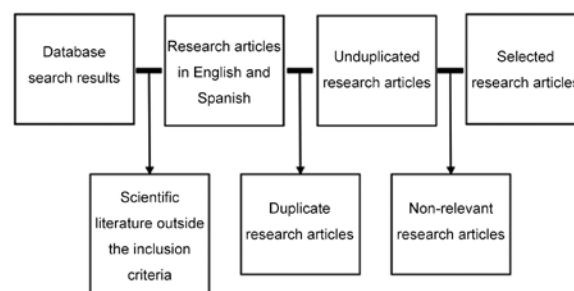 Database
search results
Research articles
in English and
Spanish
Unduplicated
research articles
Selected
research articles
Scientific
literature outside
the inclusion
criteria
Duplicate
research articles
Non-relevant
research articles